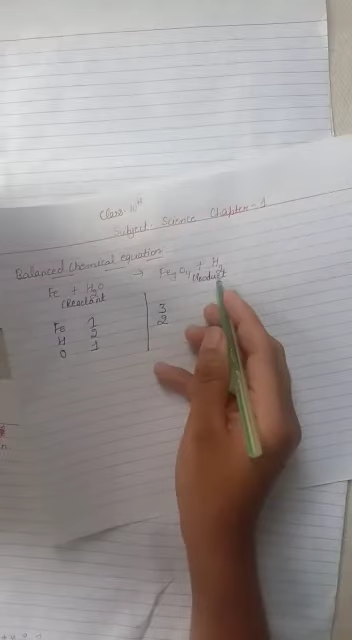 Class-10th
Subject-Science Chapter-1
Balanced Chemical equation
Fe + H2O → Fe3O4 + H2
(Reactant Product
Fe 1 3
H 2 2
O 1